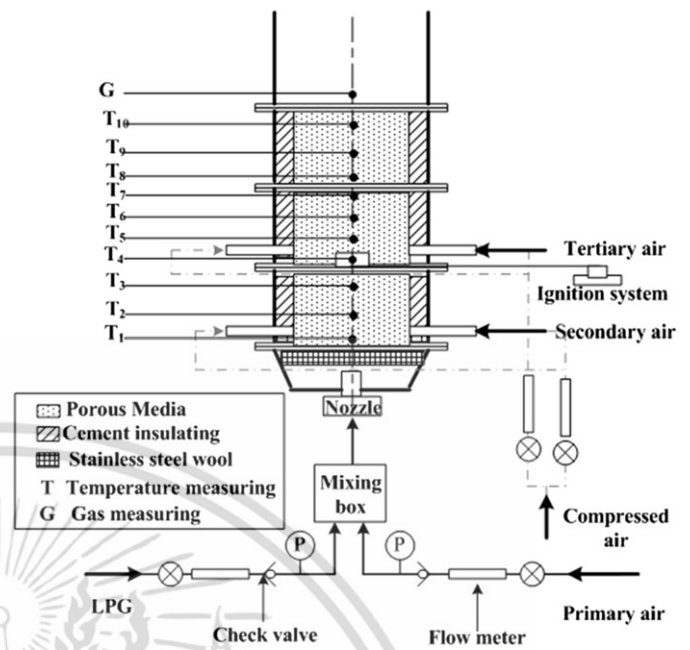 G
T10
T9
T8
T7
T6
T5
T4
T3
T2
T1
Tertiary air
Ignition system
Secondary air
Nozzle
Porous Media
Cement insulating
Stainless steel wool
T Temperature measuring
G Gas measuring
Mixing
box
Compressed
air
P
P
LPG
Primary air
Check valve
Flow meter